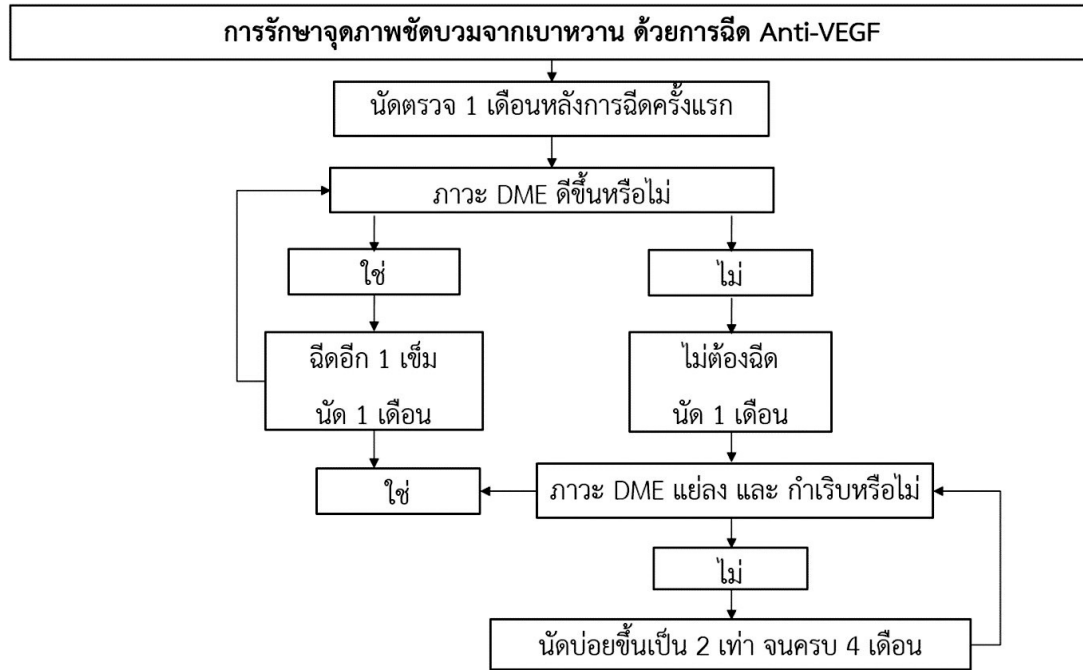 การรักษาจุดภาพชัดบวมจากเบาหวาน ด้วยการฉีด Anti-VEGF
นัดตรวจ 1 เดือนหลังการฉีดครั้งแรก
ภาวะ DME ดีขึ้นหรือไม่
ใช่
ไม่
ฉีดอีก 1 เข็ม
นัด 1 เดือน
ไม่ต้องฉีด
นัด 1 เดือน
ใช่
ภาวะ DME แย่ลง และ กำเริบหรือไม่
ไม่
นัดบ่อยขึ้นเป็น 2 เท่า จนครบ 4 เดือน